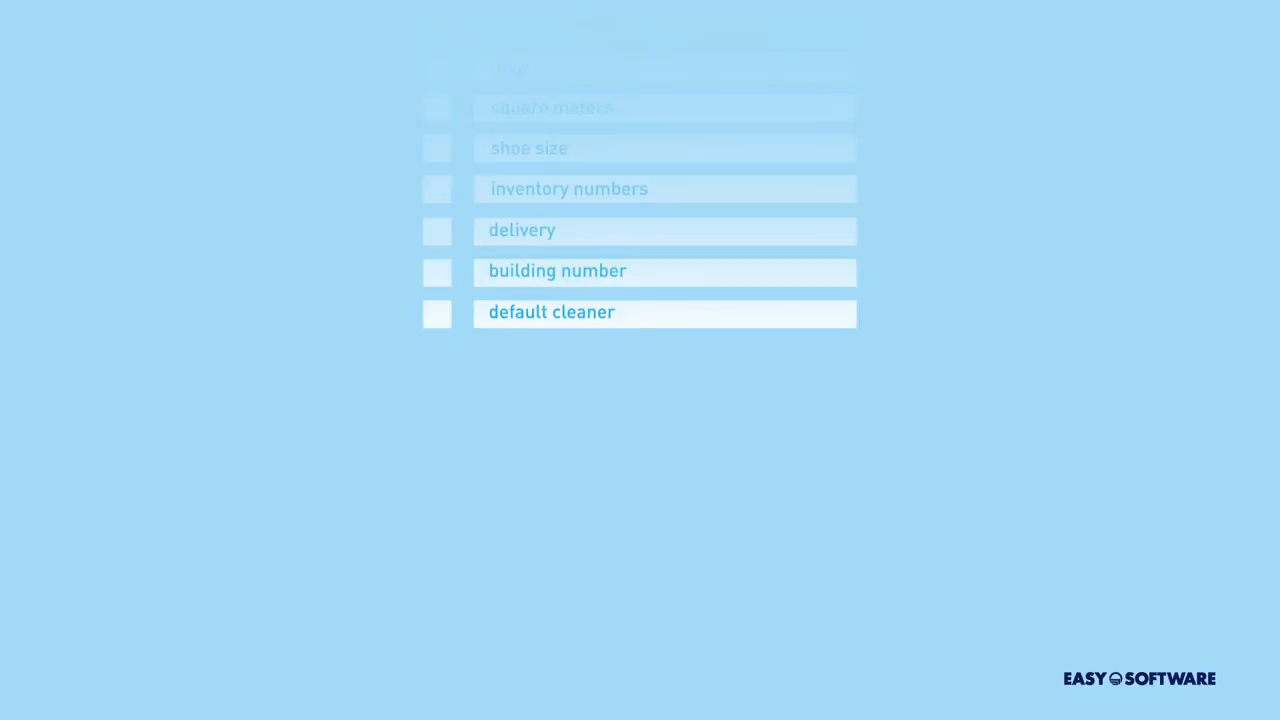 square meters
shoe size
inventory numbers
delivery
building number
default cleaner
EASY SOFTWARE